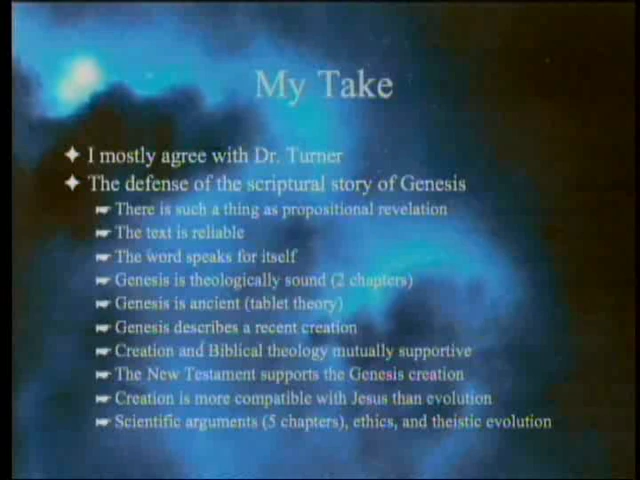 My Take
I mostly agree with Dr. Turner
The defense of the scriptural story of Genesis
There is such a thing as propositional revelation
The text is reliable
The word speaks for itself
Genesis is theologically sound (2 chapters)
Genesis is ancient (tablet theory)
Genesis describes a recent creation
Creation and Biblical theology mutually supportive
The New Testament supports the Genesis creation
Creation is more compatible with Jesus than evolution
Scientific arguments (5 chapters), ethics, and theistic evolution